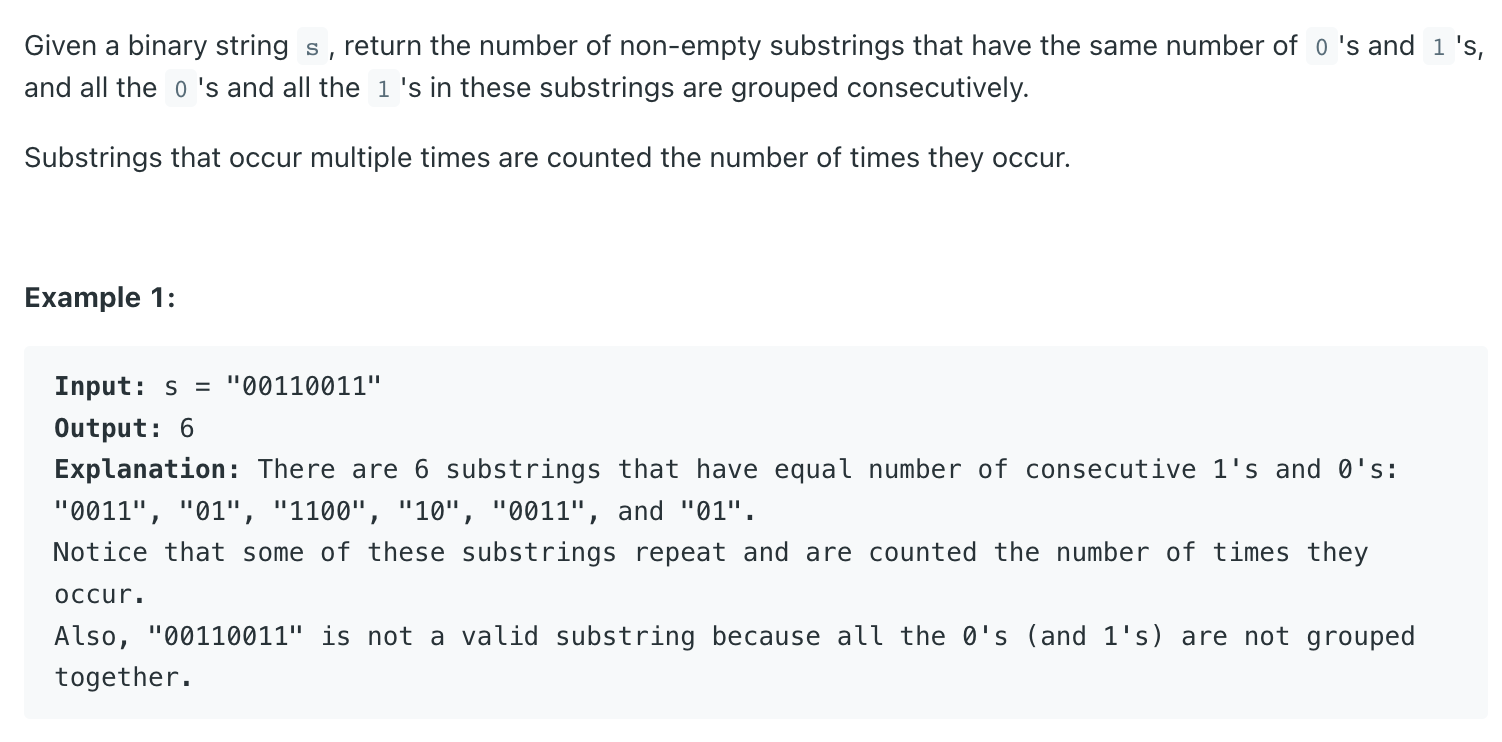 Given a binary string s, return the number of non-empty substrings that have the same number of 0's and 1's,
and all the 0's and all the 1's in these substrings are grouped consecutively.
Substrings that occur multiple times are counted the number of times they occur.
Example 1:
Input: s = "00110011"
Output: 6
Explanation: There are 6 substrings that have equal number of consecutive 1's and 0's:
"0011", "01", "1100", "10", "0011", and "01".
Notice that some of these substrings repeat and are counted the number of times they
occur.
Also, "00110011" is not a valid substring because all the 0's (and 1's) are not grouped
together.